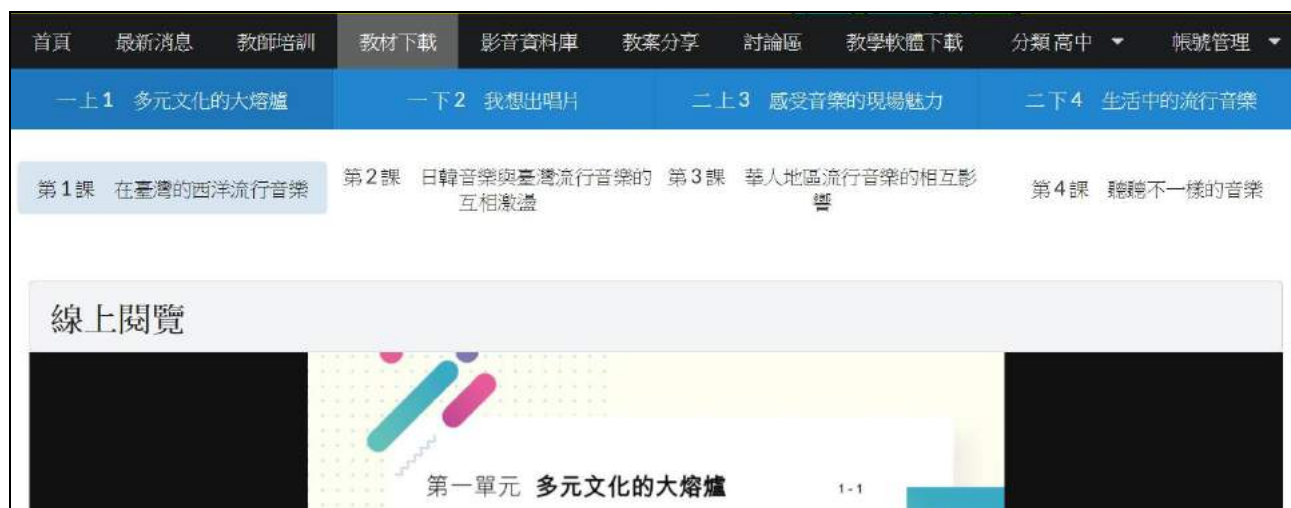 首頁 最新消息 教師培訓 教材下載 影音資料庫 教案分享 討論區 教學軟體下載 分類 高中 帳號管理
一上1 多元文化的大熔爐 一下2 我想出唱片 二上3 感受音樂的現場魅力 二下4 生活中的流行音樂
第1課 在臺灣的西洋流行音樂
第2課 日韓音樂與臺灣流行音樂的
互相激盪
第3課 華人地區流行音樂的相互影
響
第4課 聽聽不一樣的音樂
線上閱覽
第一單元 多元文化的大熔爐 1-1